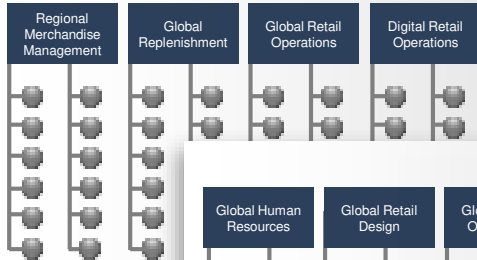 Regional
Merchandise
Management
Global
Replenishment
Global Retail
Operations
Digital Retail
Operations
Global Human
Resources
Global Retail
Design